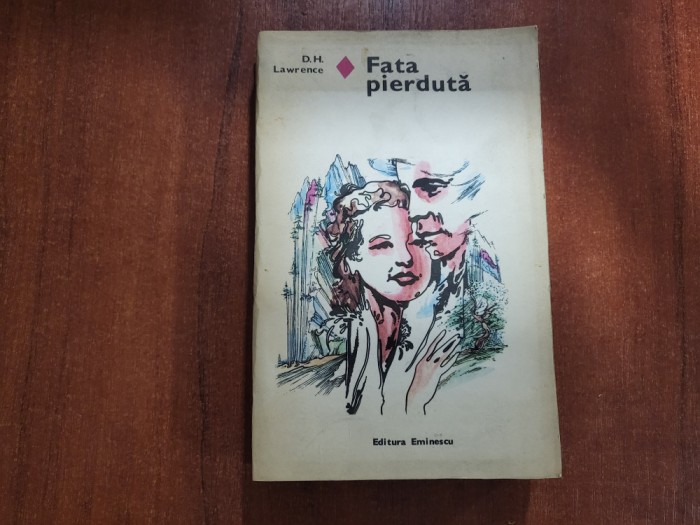 D.H.
Lawrence
Fata
pierdută
Editura Eminescu